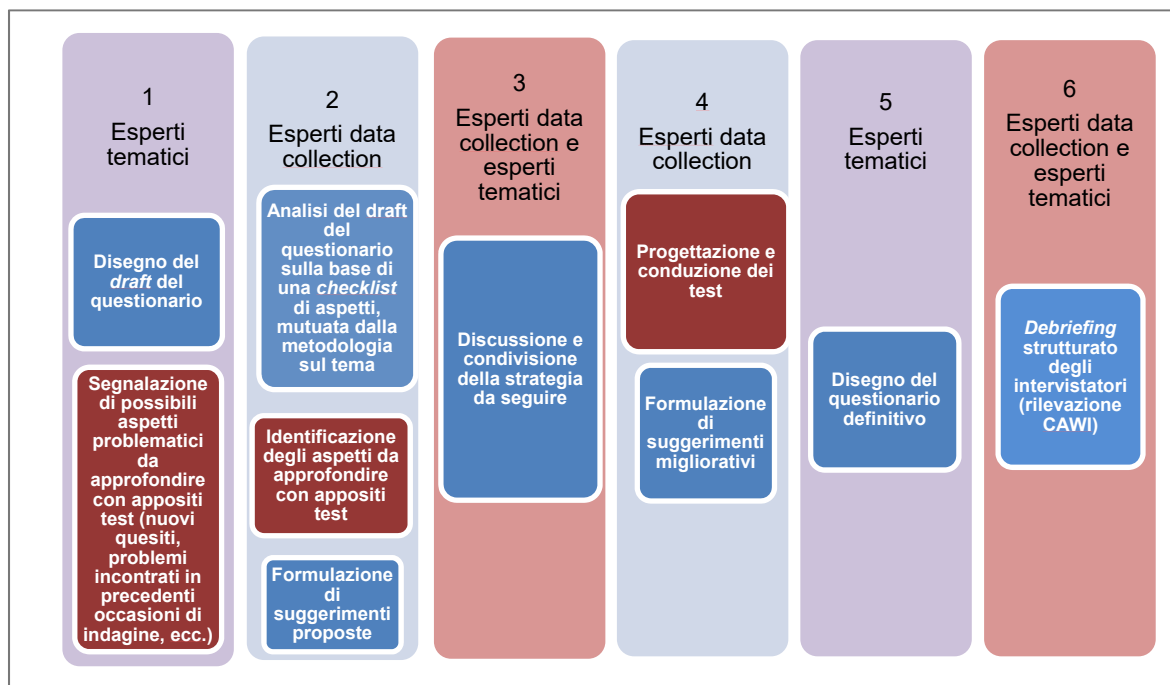 1
Esperti
tematici
Disegno del
draft del
questionario
Segnalazione
di possibili
aspetti
problematici
da
approfondire
con appositi
test (nuovi
quesiti,
problemi
incontrati in
precedenti
occasioni di
indagine, ecc.)
2
Esperti data
collection
Analisi del draft
del
questionario
sulla base di
una checklist
di aspetti,
mutuata dalla
metodologia
sul tema
Identificazione
degli aspetti da
approfondire
con appositi
test
Formulazione
di
suggerimenti
proposte
3
Esperti data
collection e
esperti
tematici
Discussione e
condivisione
della strategia
da seguire
4
Esperti data
collection
Progettazione e
conduzione dei
test
Formulazione
di
suggerimenti
migliorativi
5
Esperti
tematici
Disegno del
questionario
definitivo
6
Esperti data
collection e
esperti
tematici
Debriefing
strutturato
degli
intervistatori
(rilevazione
CAWI)